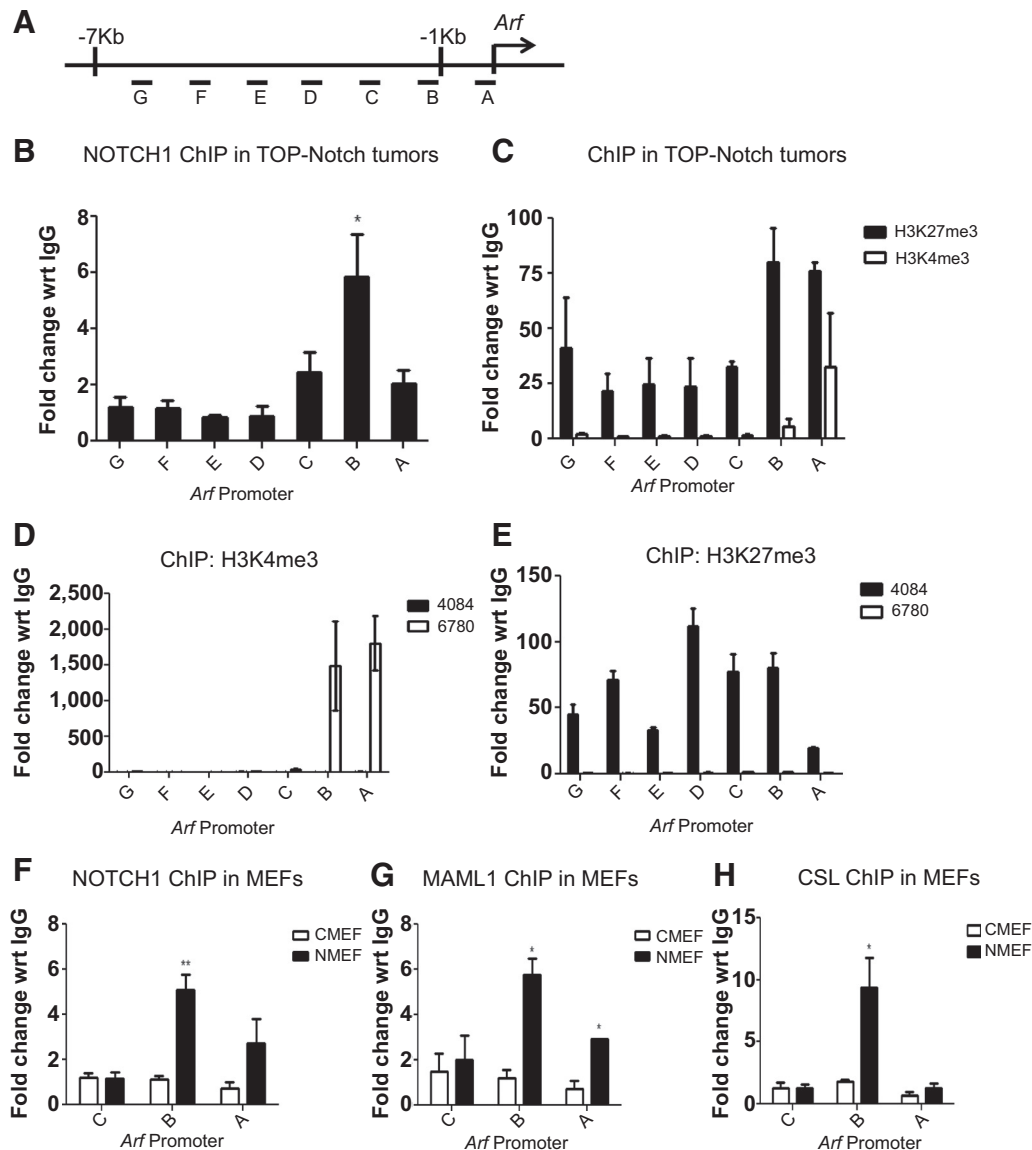 A
-7Kb
-1Kb
Arf
G F E D C B A
B
NOTCH1 ChIP in TOP-Notch tumors
Fold change wrt IgG
8
6
4
2
0
*
G F E D C B A
Arf Promoter
C
ChIP in TOP-Notch tumors
Fold change wrt IgG
100
75
50
25
0
H3K27me3
H3K4me3
G F E D C B A
Arf Promoter
D
ChIP: H3K4me3
Fold change wrt IgG
2,500
2,000
1,500
1,000
500
0
4084
6780
G F E D C B A
Arf Promoter
E
ChIP: H3K27me3
Fold change wrt IgG
150
100
50
0
4084
6780
G F E D C B A
Arf Promoter
F
NOTCH1 ChIP in MEFs
Fold change wrt IgG
8
6
4
2
0
**
CMEF
NMEF
C B A
Arf Promoter
G
MAML1 ChIP in MEFs
Fold change wrt IgG
8
6
4
2
0
*
*
CMEF
NMEF
C B A
Arf Promoter
H
CSL ChIP in MEFs
Fold change wrt IgG
15
10
5
0
*
CMEF
NMEF
C B A
Arf Promoter